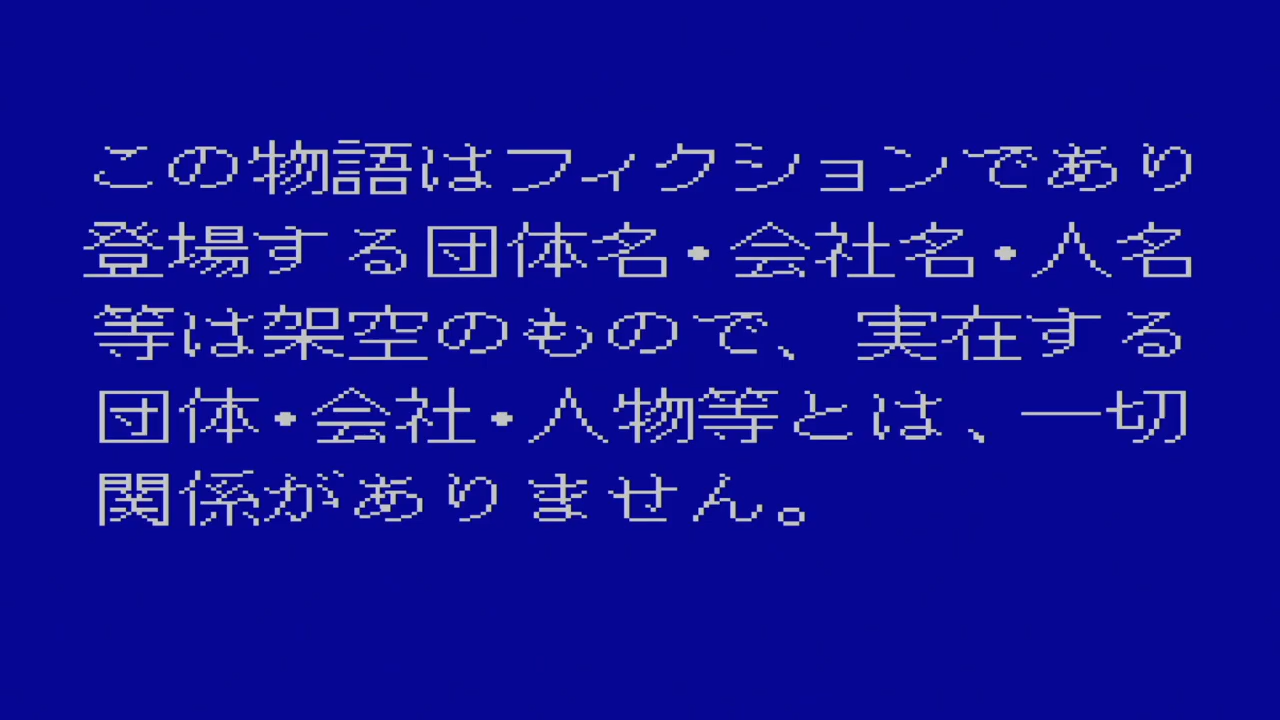 この物語はフィクションであり
登場する団体名・会社名・人名
等は架空のもので、実在する
団体・会社・人物等とは、一切
関係がありません。